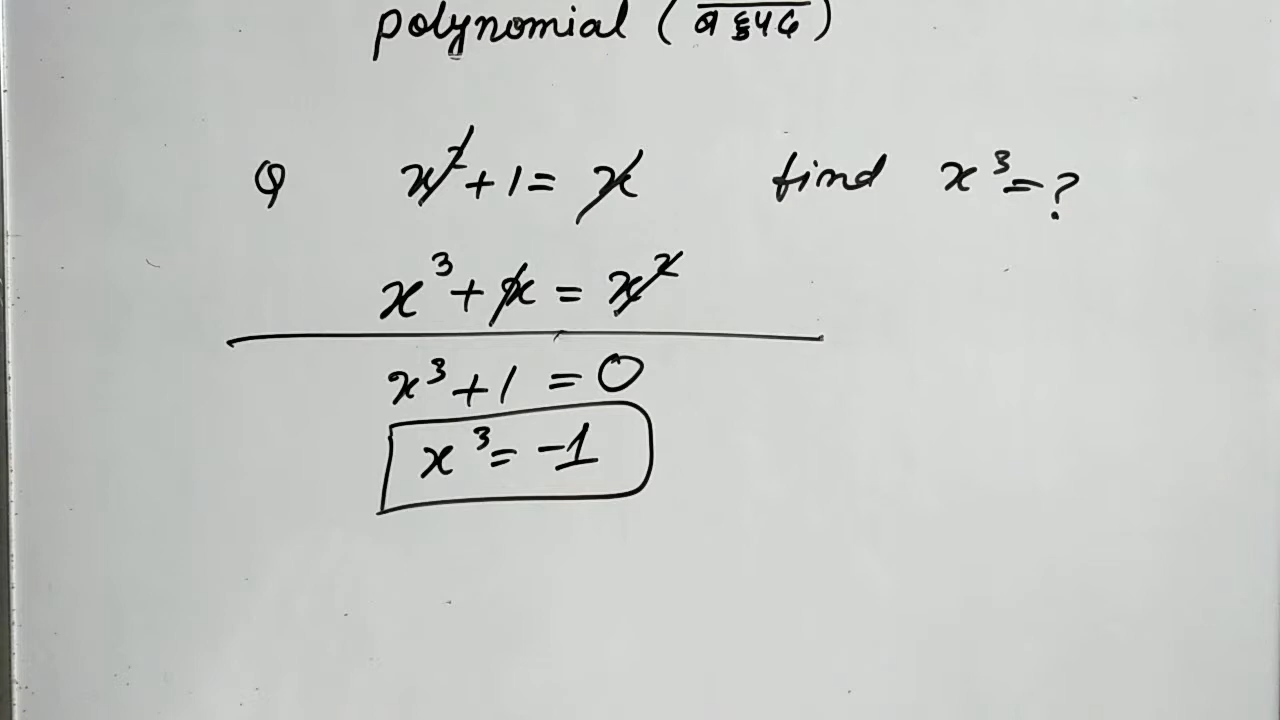 polynomial (बहुपद)
Q x² + 1 = x find x³ = ?
x³ + x = x²
x³ + 1 = 0
x³ = -1